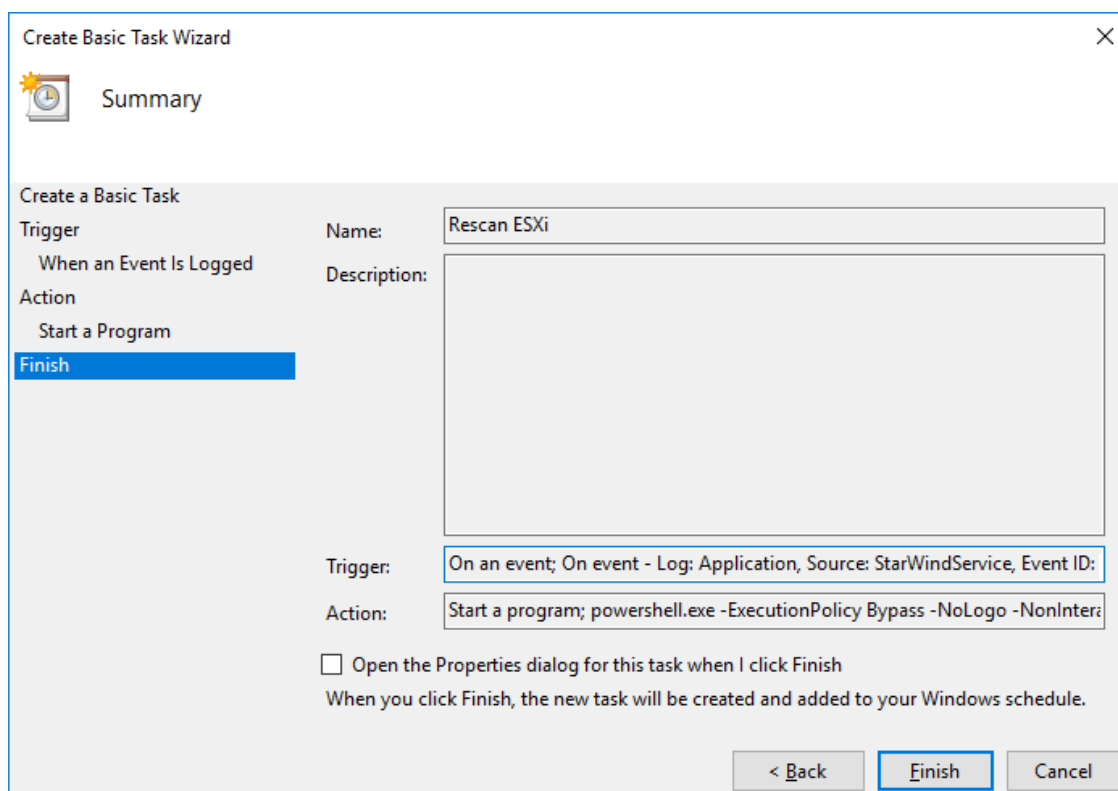 Create Basic Task Wizard
Summary
Create a Basic Task
Trigger
When an Event Is Logged
Action
Start a Program
Finish
Name: Rescan ESXi
Description:
Trigger: On an event; On event - Log: Application, Source: StarWindService, Event ID:
Action: Start a program; powershell.exe -ExecutionPolicy Bypass -NoLogo -NonIntera
Open the Properties dialog for this task when I click Finish
When you click Finish, the new task will be created and added to your Windows schedule.
< Back Finish Cancel